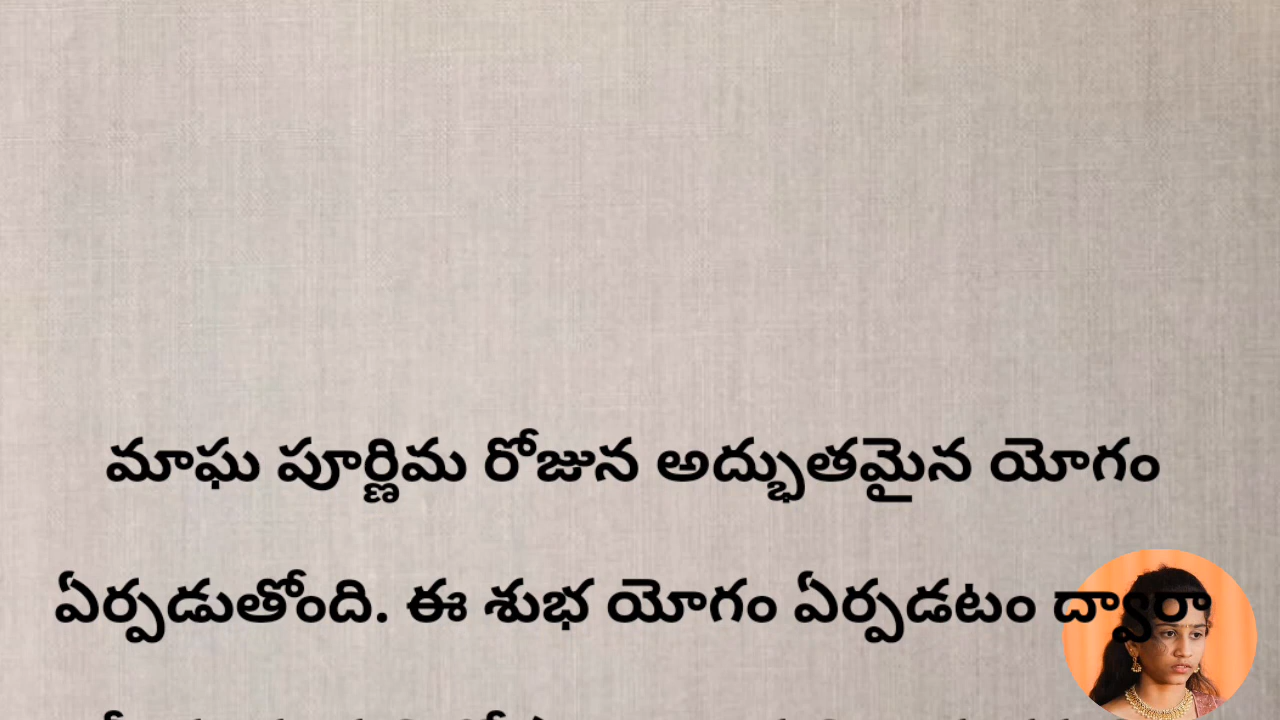 మాఘ పూర్ణిమ రోజున అద్భుతమైన యోగం
ఏర్పడుతోంది. ఈ శుభ యోగం ఏర్పడటం ద్వారా